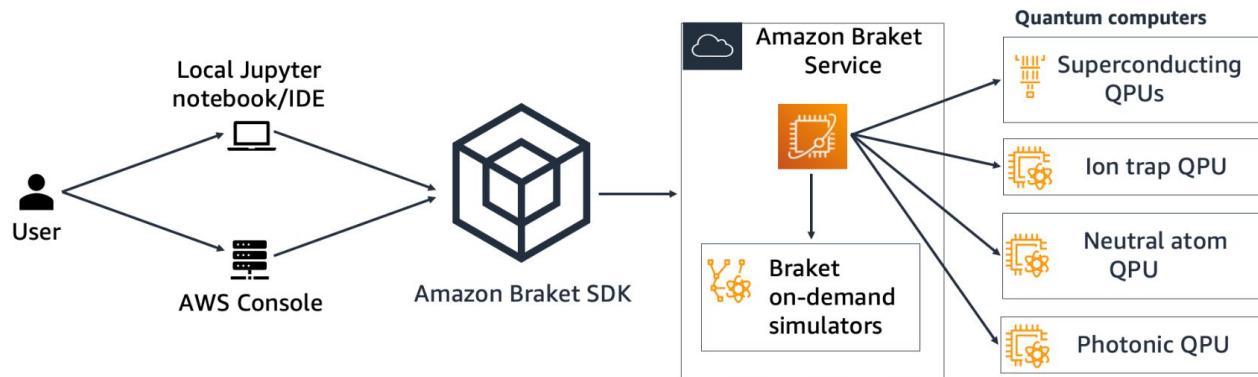 User
Local Jupyter
notebook/IDE
AWS Console
Amazon Braket SDK
Amazon Braket
Service
Braket
on-demand
simulators
Quantum computers
Superconducting
QPUs
Ion trap QPU
Neutral atom
QPU
Photonic QPU